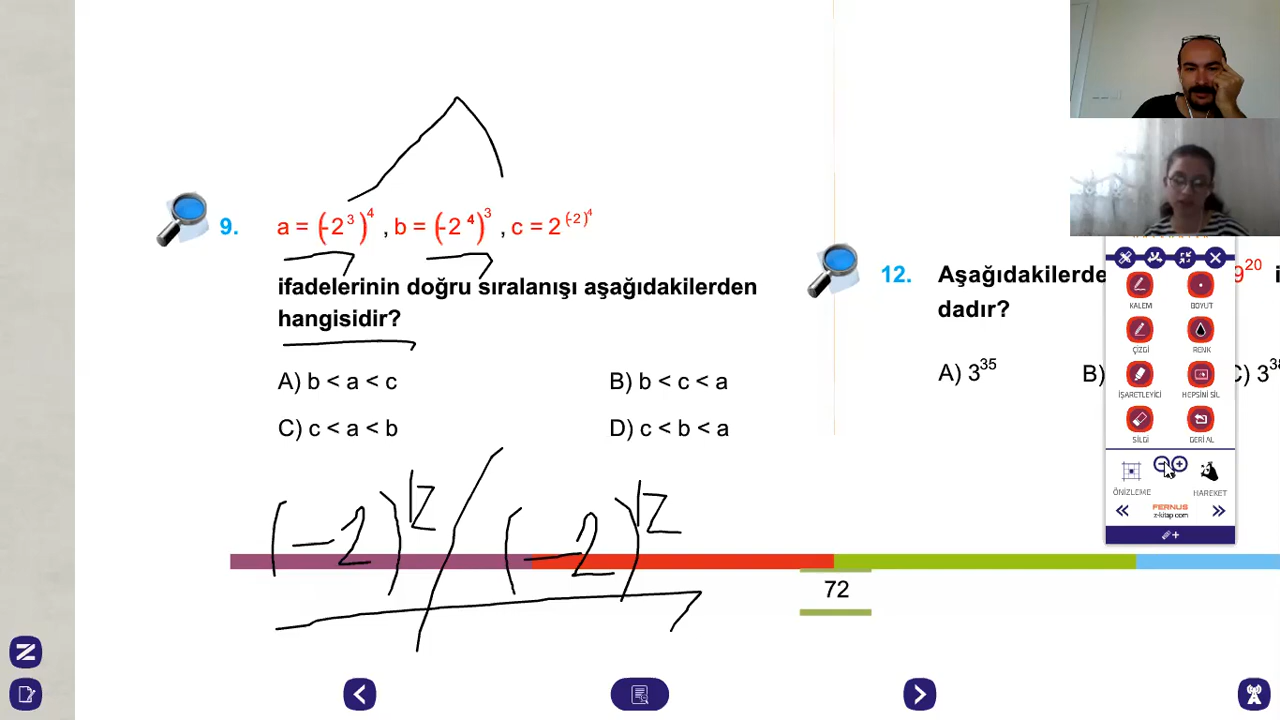 9. a = (-2³)⁴ , b = (-2⁴)³ , c = 2^(-2)⁴
ifadelerinin doğru sıralanışı aşağıdakilerden
hangisidir?
A) b < a < c
B) b < c < a
C) c < a < b
D) c < b < a
(-2)¹² / (-2)¹²
72
12. Aşağıdakilerde
9²⁰ i
dadır?
A) 3³⁵
B)
C) 3³
KALEM
BOYUT
ÇİZGİ
RENK
İŞARETLEYİCİ
HEPSİNİ SİL
SİLGİ
GERİ AL
ÖNİZLEME
HAREKET
FERNUS
z-kitap.com
Z